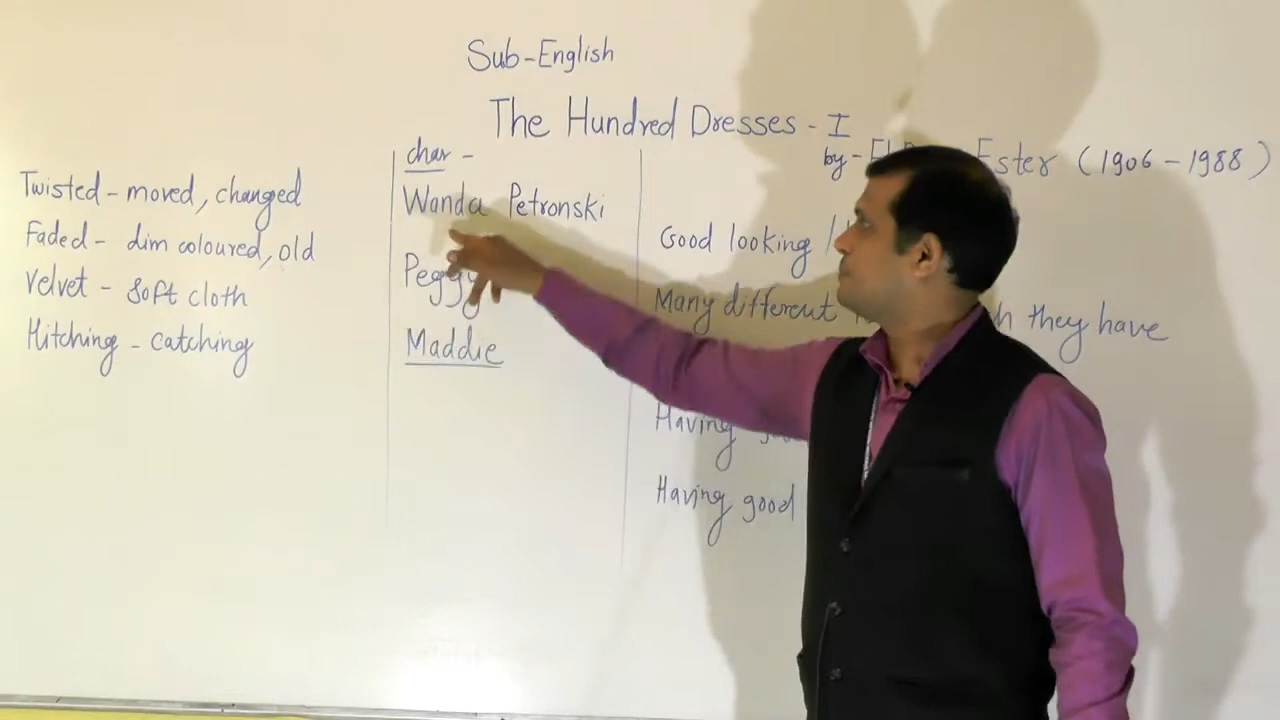 Sub-English
The Hundred Dresses - I
by- Ester (1906-1988)
Twisted - moved, changed
Faded - dim coloured, old
Velvet - soft cloth
Hitching - catching
char -
Wanda Petronski
Peggy
Maddie
Good looking /
Many different they have
Having
Having good